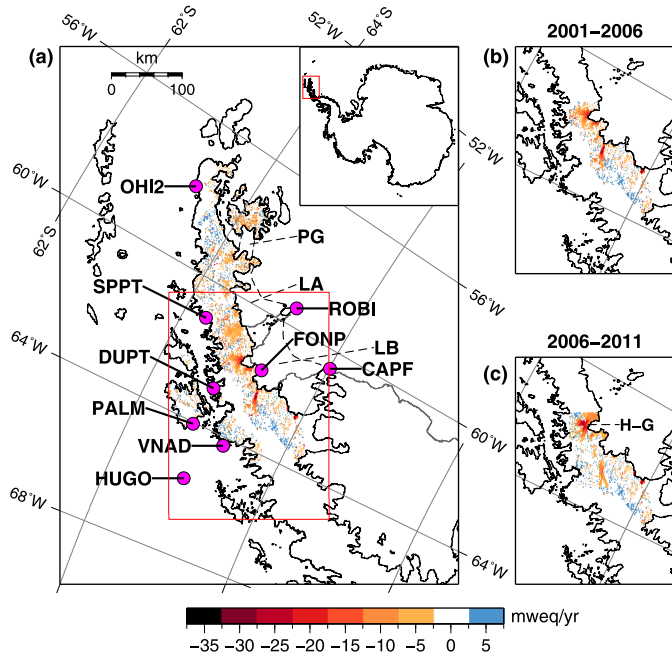 56°W
62°S
52°W
64°S
(a)
km
0 100
60°W
62°S
64°W
68°W
52°W
56°W
60°W
64°W
OHI2
PG
SPPT
LA
ROBI
FONP
LB
DUPT
CAPF
PALM
VNAD
HUGO
(b)
2001–2006
2006–2011
(c)
H–G
mweq/yr
−35 −30 −25 −20 −15 −10 −5 0 5